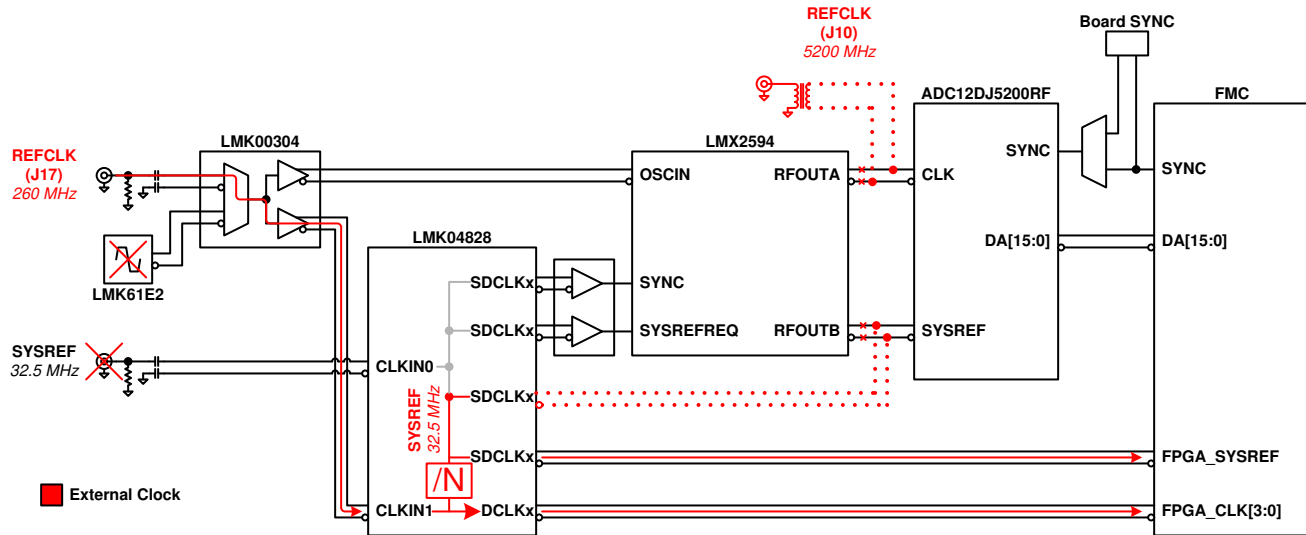 REFCLK
(J10)
5200 MHz
Board SYNC
ADC12DJ5200RF
FMC
LMK00304
LMX2594
REFCLK
(J17)
260 MHz
OSCIN
RFOUTA
CLK
SYNC
SYNC
LMK04828
DA[15:0]
DA[15:0]
LMK61E2
SDCLKx
SYNC
SDCLKx
SYSREFREQ
RFOUTB
SYSREF
SYSREF
32.5 MHz
CLKIN0
SDCLKx
SYSREF
32.5 MHz
SDCLKx
FPGA_SYSREF
/N
External Clock
CLKIN1
DCLKx
FPGA_CLK[3:0]